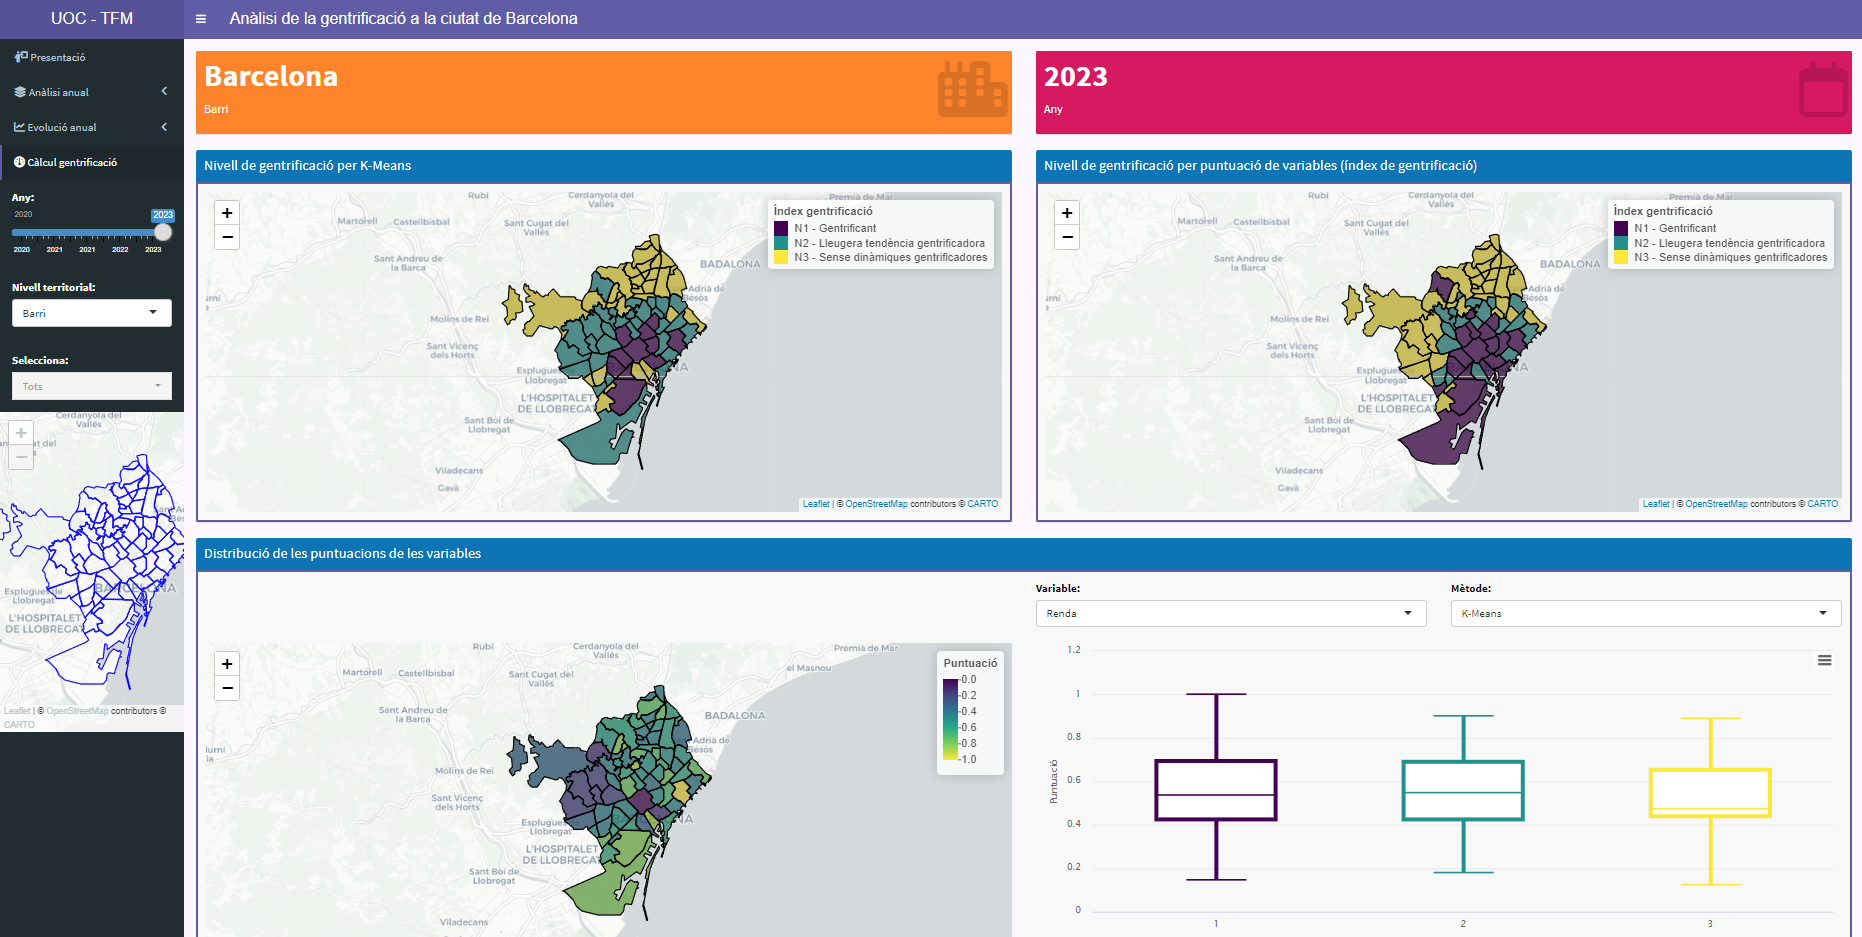 UOC - TFM
Anàlisi de la gentrificació a la ciutat de Barcelona
Presentació
Anàlisi anual
Evolució anual
Càlcul gentrificació
Any:
2020
2023
2020 2021 2021 2022 2023
Nivell territorial:
Barri
Selecciona:
Tots
Cerdanyola del
Vallès
Esplugues de
Llobregat
BARCELONA
L'HOSPITALET
DE LLOBREGAT
Leaflet | © OpenStreetMap contributors ©
CARTO
Barcelona
Barri
2023
Any
Nivell de gentrificació per K-Means
+
−
Índex gentrificació
N1 - Gentrificant
N2 - Lleugera tendència gentrificadora
N3 - Sense dinàmiques gentrificadores
Rubí
Cerdanyola del
Vallès
Premià de Mar
Martorell
Castellbisbal
Sant Cugat del
Vallès
Sant Andreu de
la Barca
BADALONA
Adrià de
Besòs
Molins de Rei
Sant Vicenç
dels Horts
Esplugues de
Llobregat
L'HOSPITALET
DE LLOBREGAT
Sant Boi de
Llobregat
Viladecans
Gavà
Leaflet | © OpenStreetMap contributors © CARTO
Nivell de gentrificació per puntuació de variables (índex de gentrificació)
+
−
Índex gentrificació
N1 - Gentrificant
N2 - Lleugera tendència gentrificadora
N3 - Sense dinàmiques gentrificadores
Rubí
Cerdanyola del
Vallès
Premià de Mar
Martorell
Castellbisbal
Sant Cugat del
Vallès
Sant Andreu de
la Barca
BADALONA
Adrià de
Besòs
Molins de Rei
Sant Vicenç
dels Horts
Esplugues de
Llobregat
L'HOSPITALET
DE LLOBREGAT
Sant Boi de
Llobregat
Viladecans
Gavà
Leaflet | © OpenStreetMap contributors © CARTO
Distribució de les puntuacions de les variables
+
−
Puntuació
0.0
0.2
0.4
0.6
0.8
1.0
Rubí
Cerdanyola del
Vallès
Premià de Mar
el Masnou
Martorell
Castellbisbal
Sant Cugat del
Vallès
Sant Andreu de
la Barca
BADALONA
Adrià de
Besòs
Molins de Rei
Sant Vicenç
dels Horts
Esplugues de
Llobregat
L'HOSPITALET
DE LLOBREGAT
Sant Boi de
Llobregat
Viladecans
Variable:
Renda
Mètode:
K-Means
Puntuació
1.2
1
0.8
0.6
0.4
0.2
0
1 2 3